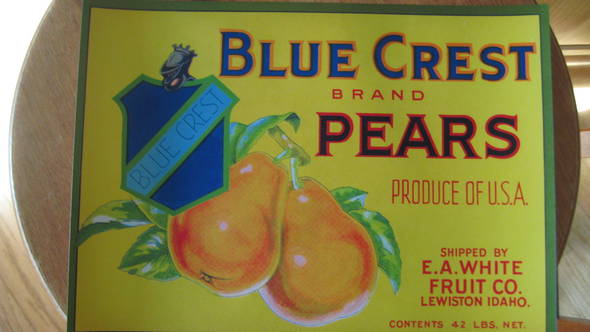 BLUE CREST
BRAND
PEARS
BLUE CREST
PRODUCE OF U.S.A.
SHIPPED BY
E.A. WHITE
FRUIT CO.
LEWISTON IDAHO.
CONTENTS 42 LBS. NET.